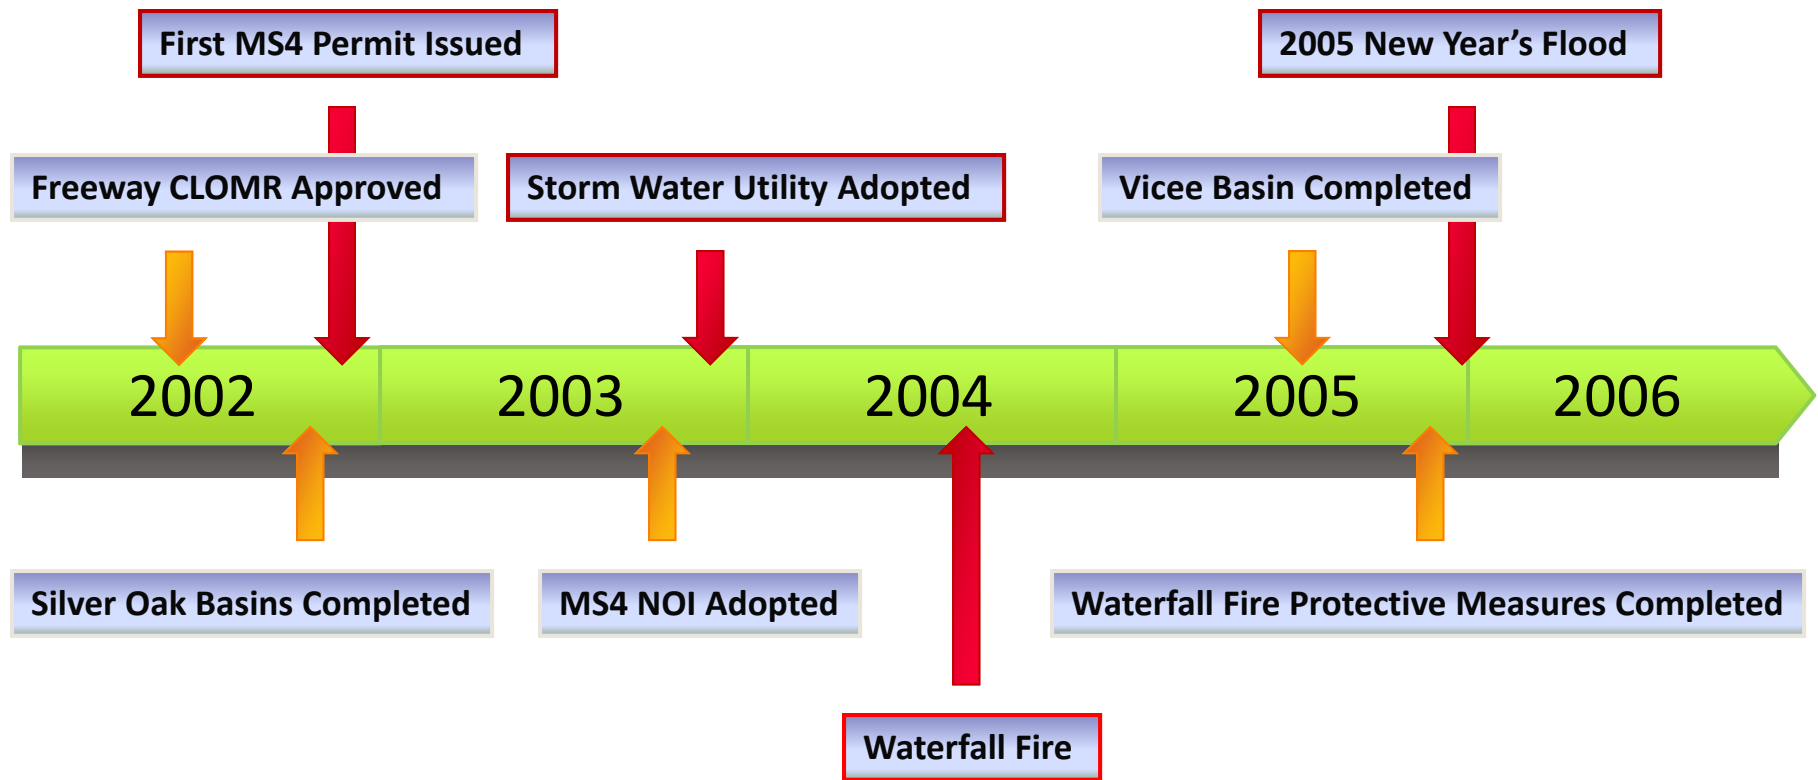 First MS4 Permit Issued
2005 New Year’s Flood
Freeway CLOMR Approved
Storm Water Utility Adopted
Vicee Basin Completed
2002
2003
2004
2005
2006
Silver Oak Basins Completed
MS4 NOI Adopted
Waterfall Fire Protective Measures Completed
Waterfall Fire